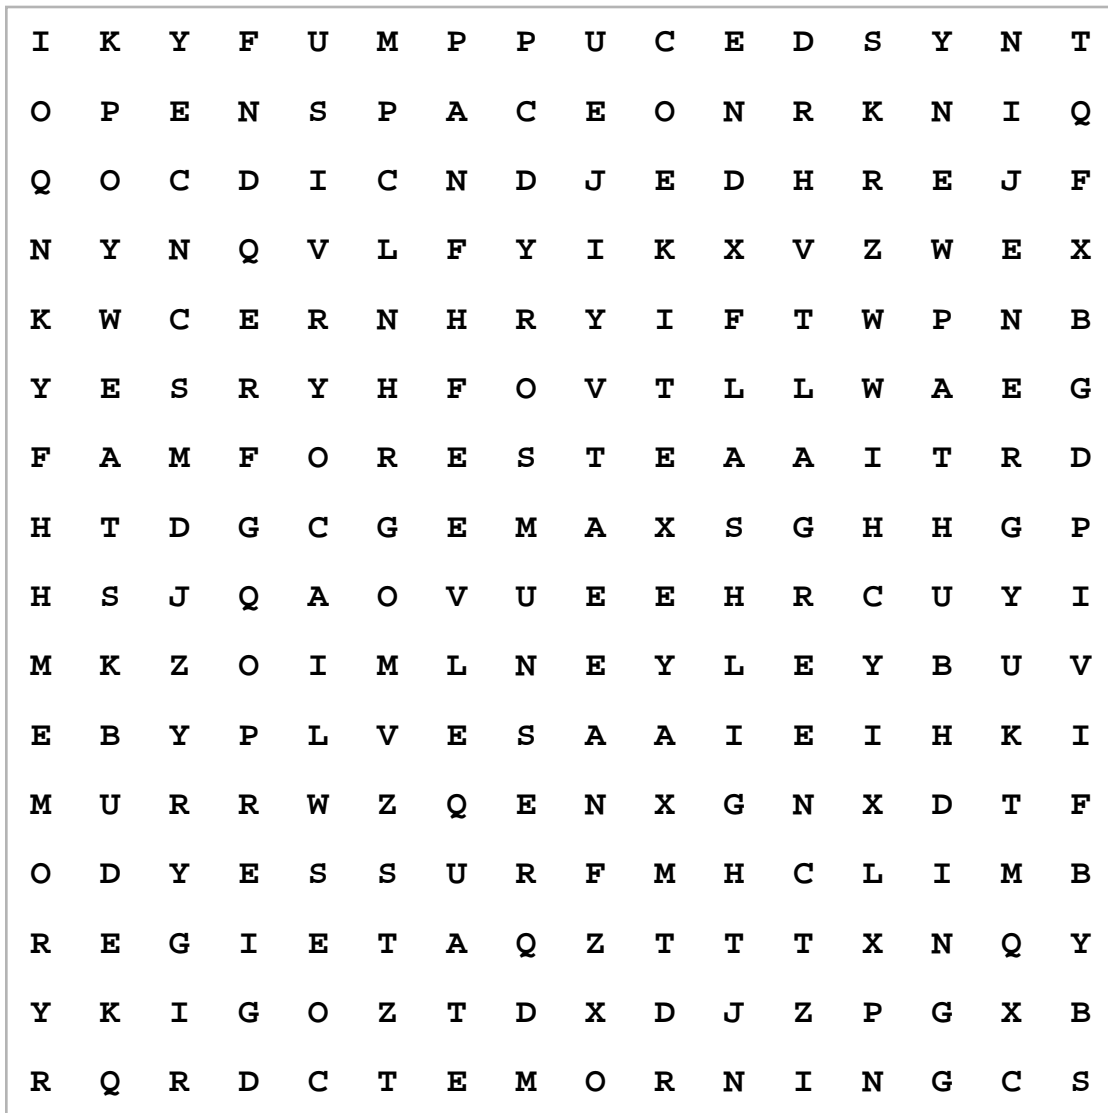 I K Y F U M P P U C E D S Y N T
O P E N S P A C E O N R K N I Q
Q O C D I C N D J E D H R E J F
N Y N Q V L F Y I K X V Z W E X
K W C E R N H R Y I F T W P N B
Y E S R Y H F O V T L L W A E G
F A M F O R E S T E A A I T R D
H T D G C G E M A X S G H H G P
H S J Q A O V U E E H R C U Y I
M K Z O I M L N E Y L E Y B U V
E B Y P L V E S A A I E I H K I
M U R R W Z Q E N X G N X D T F
O D Y E S S U R F M H C L I M B
R E G I E T A Q Z T T T X N Q Y
Y K I G O Z T D X D J Z P G X B
R Q R D C T E M O R N I N G C S